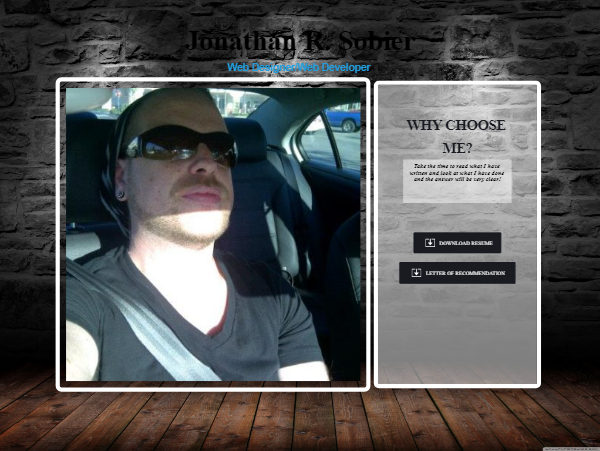 Jonathan R. Sobier
Web Designer/Web Developer
WHY CHOOSE
ME?
Take the time to read what I have
written and look at what I have done
and the answer will be very clear!
DOWNLOAD RESUME
LETTER OF RECOMMENDATION